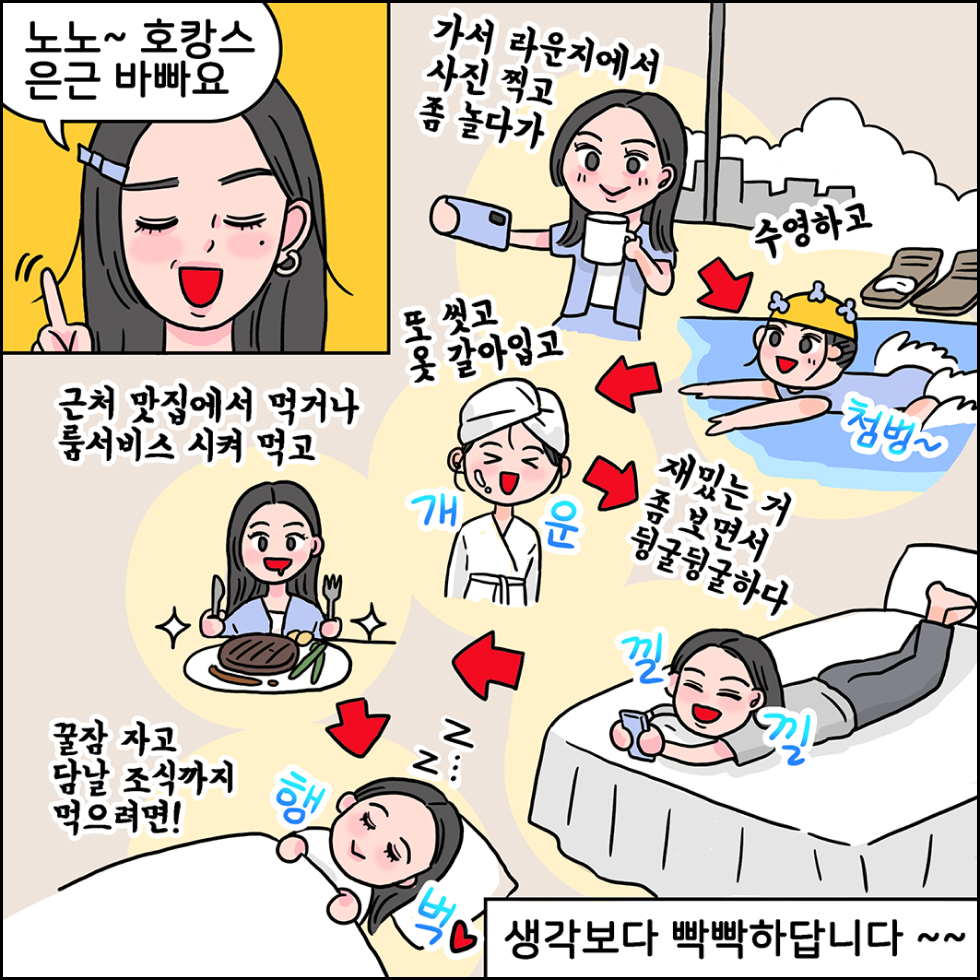 노노~ 호캉스
은근 바빠요
가서 라운지에서
사진 찍고
좀 놀다가
수영하고
첨벙~
또 씻고
옷 갈아입고
개
운
재밌는 거
좀 보면서
뒹굴뒹굴하다
낄
낄
근처 맛집에서 먹거나
룸서비스 시켜 먹고
꿀잠 자고
담날 조식까지
먹으려면!
Z
Z...
행
벅
생각보다 빡빡하답니다 ~~